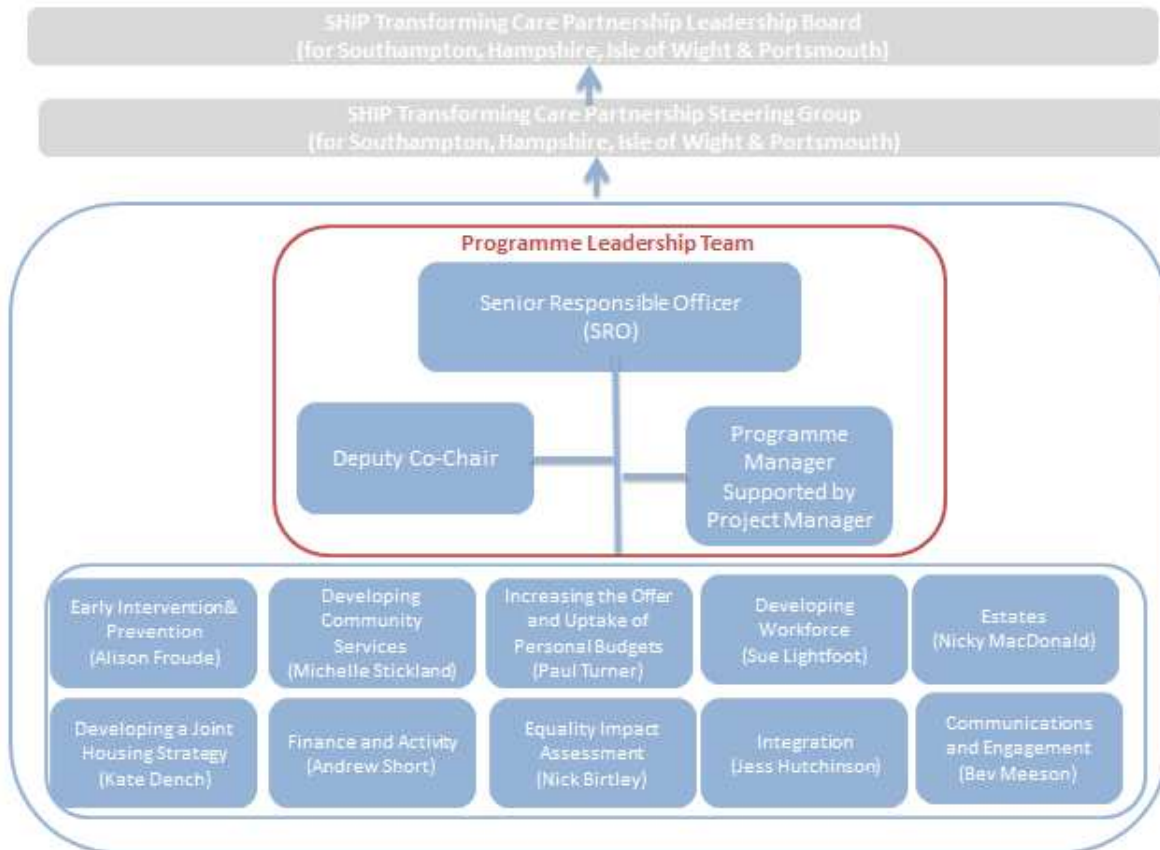 SHIP Transforming Care Partnership Leadership Board
(for Southampton, Hampshire, Isle of Wight & Portsmouth)
SHIP Transforming Care Partnership Steering Group
(for Southampton, Hampshire, Isle of Wight & Portsmouth)
Programme Leadership Team
Senior Responsible Officer
(SRO)
Deputy Co-Chair
Programme
Manager
Supported by
Project Manager
Early Intervention&
Prevention
(Alison Froude)
Developing
Community
Services
(Michelle Stickland)
Increasing the Offer
and Uptake of
Personal Budgets
(Paul Turner)
Developing
Workforce
(Sue Lightfoot)
Estates
(Nicky MacDonald)
Developing a Joint
Housing Strategy
(Kate Dench)
Finance and Activity
(Andrew Short)
Equality Impact
Assessment
(Nick Birtley)
Integration
(Jess Hutchinson)
Communications
and Engagement
(Bev Meeson)